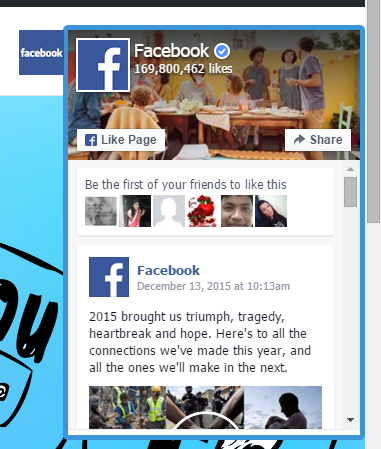 facebook
Facebook
169,800,462 likes
Like Page
Share
Be the first of your friends to like this
Facebook
December 13, 2015 at 10:13am
2015 brought us triumph, tragedy,
heartbreak and hope. Here's to all the
connections we've made this year, and
all the ones we'll make in the next.